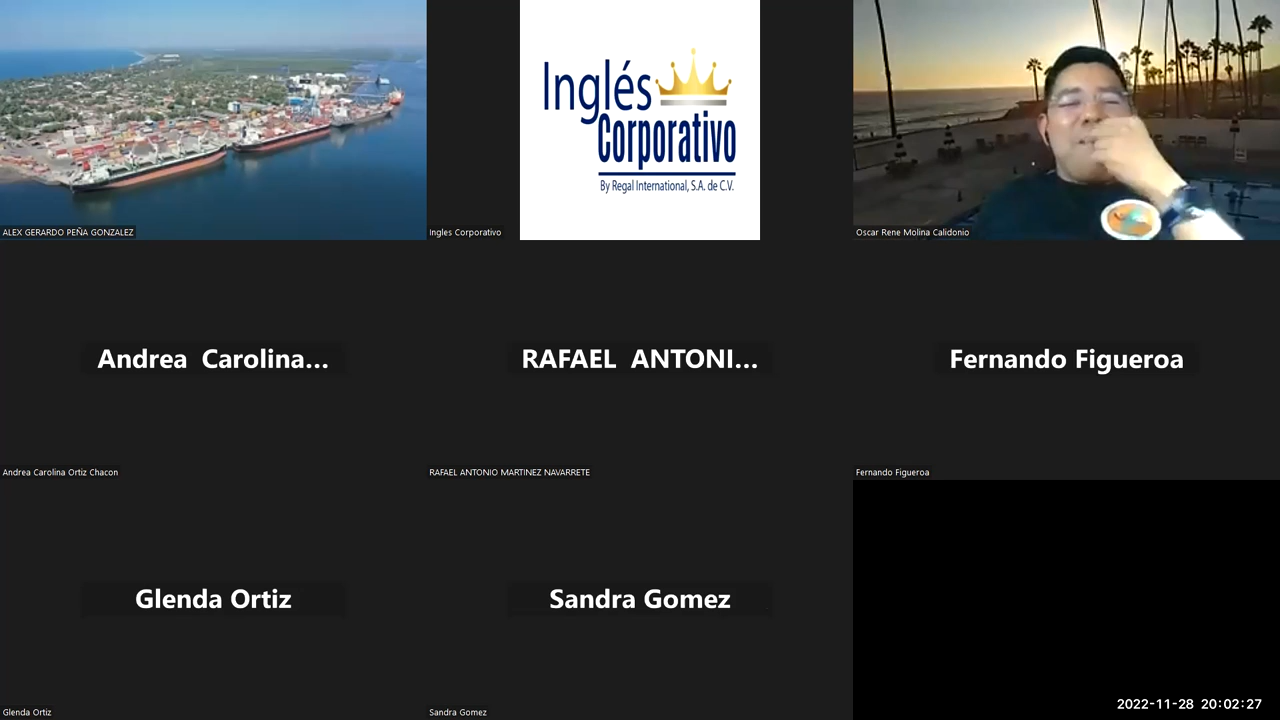 Inglés
Corporativo
By Regal International, S.A. de C.V.
ALEX GERARDO PEÑA GONZALEZ
Ingles Corporativo
Oscar Rene Molina Calidonio
Andrea Carolina...
RAFAEL ANTONI...
Fernando Figueroa
Andrea Carolina Ortiz Chacon
RAFAEL ANTONIO MARTINEZ NAVARRETE
Fernando Figueroa
Glenda Ortiz
Sandra Gomez
Glenda Ortiz
Sandra Gomez
2022-11-28 20:02:27